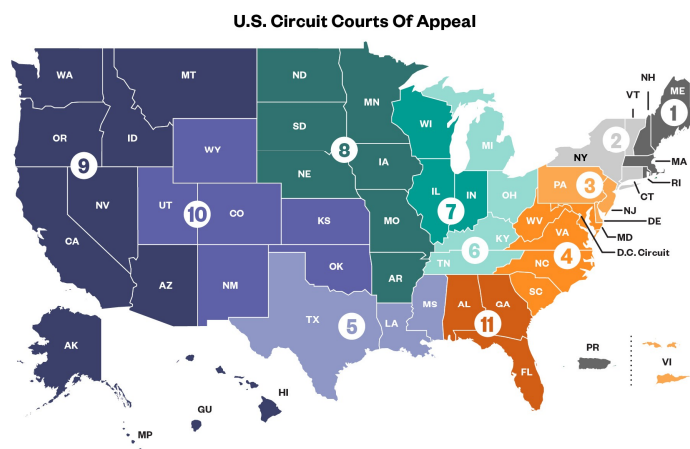 U.S. Circuit Courts Of Appeal
WA
MT
ND
MN
OR
ID
SD
WI
MI
NY
VT
NH
ME
1
2
MA
RI
CT
WY
8
IA
NE
9
NV
UT
10
CO
KS
MO
IL
IN
7
OH
PA
3
NJ
DE
MD
D.C. Circuit
WV
VA
4
KY
6
TN
NC
SC
CA
AZ
NM
OK
AR
TX
5
LA
MS
AL
GA
11
FL
AK
HI
GU
MP
PR
VI